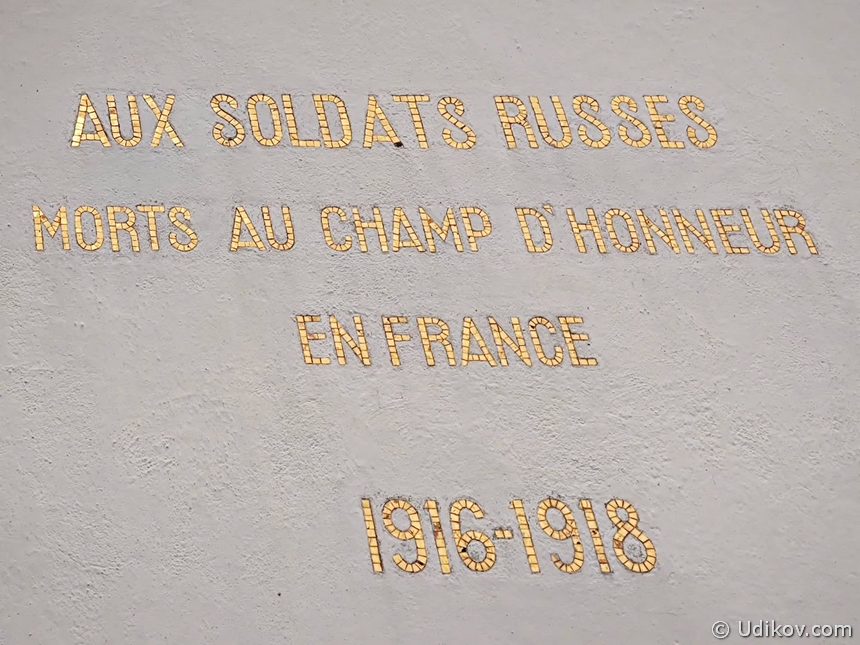 AUX SOLDATS RUSSES
MORTS AU CHAMP D'HONNEUR
EN FRANCE
1916-1918
© Udikov.com